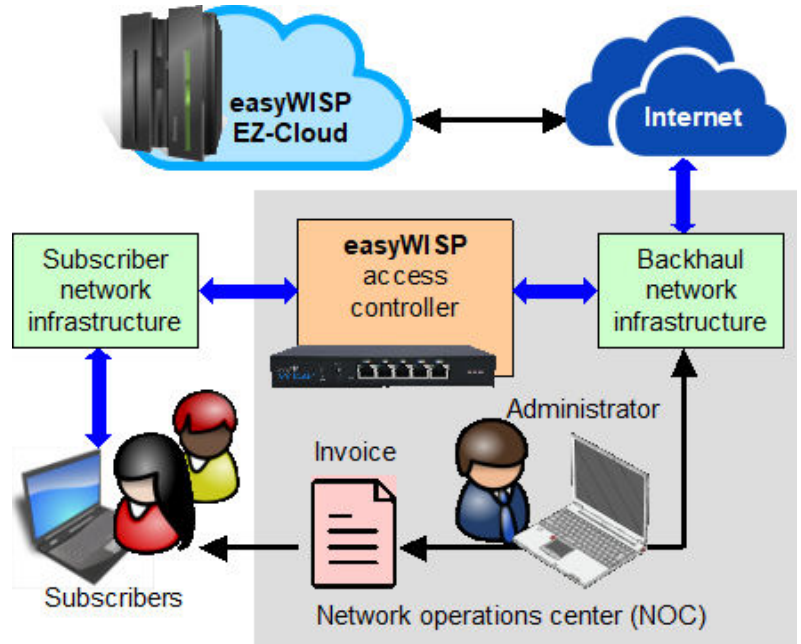 easyWISP
EZ-Cloud
Internet
Subscriber
network
infrastructure
easyWISP
access
controller
Backhaul
network
infrastructure
Administrator
Invoice
Subscribers
Network operations center (NOC)